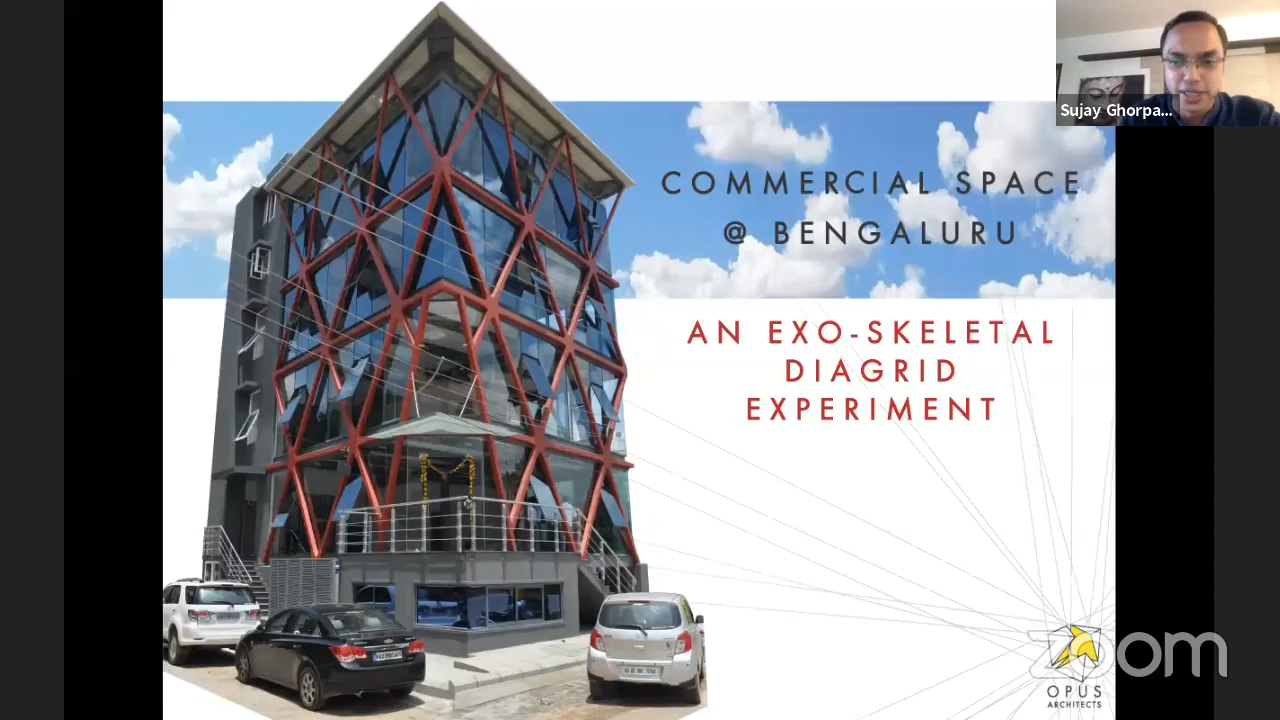 Sujay Ghorpa...
COMMERCIAL SPACE
@ BENGALURU
AN EXO-SKELETAL
DIAGRID
EXPERIMENT
zoom
OPUS
ARCHITECTS